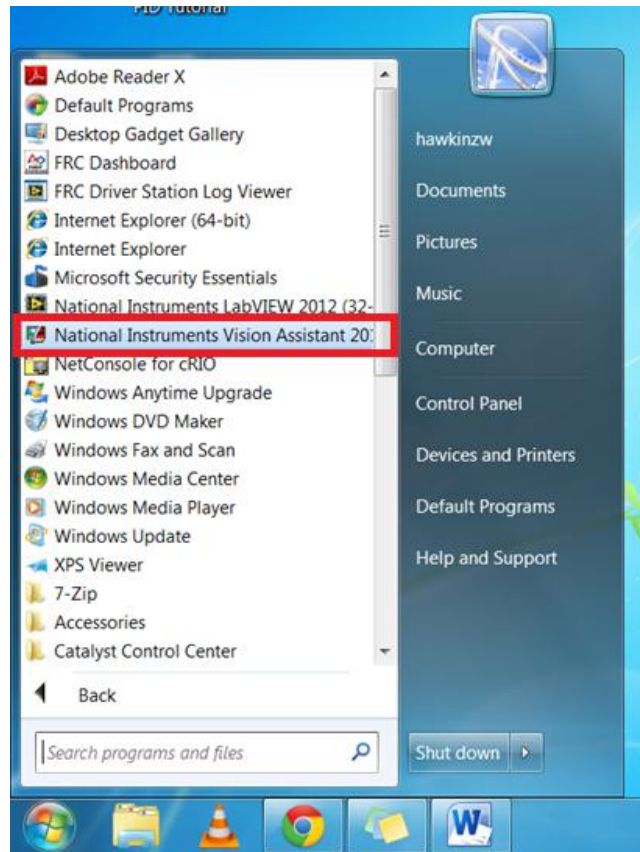 PID Tutorial
Adobe Reader X
Default Programs
Desktop Gadget Gallery
FRC Dashboard
FRC Driver Station Log Viewer
Internet Explorer (64-bit)
Internet Explorer
Microsoft Security Essentials
National Instruments LabVIEW 2012 (32-
National Instruments Vision Assistant 201
NetConsole for cRIO
Windows Anytime Upgrade
Windows DVD Maker
Windows Fax and Scan
Windows Media Center
Windows Media Player
Windows Update
XPS Viewer
7-Zip
Accessories
Catalyst Control Center
Back
Search programs and files
hawkinzw
Documents
Pictures
Music
Computer
Control Panel
Devices and Printers
Default Programs
Help and Support
Shut down